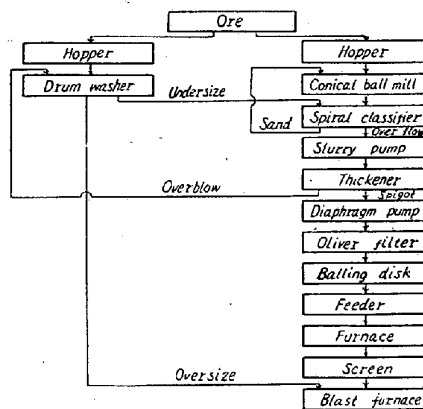 Ore
Hopper
Hopper
Drum washer
Conical ball mill
Undersize
Spiral classifier
Sand
Over flow
Slurry pump
Thickener
Overblow
Spigot
Diaphragm pump
Oliver filter
Balling disk
Feeder
Furnace
Screen
Oversize
Blast furnace